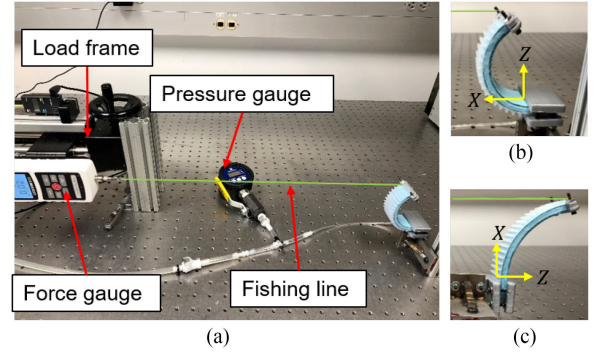 Load frame
Pressure gauge
Force gauge
Fishing line
(a)
Z
X
(b)
X
Z
(c)